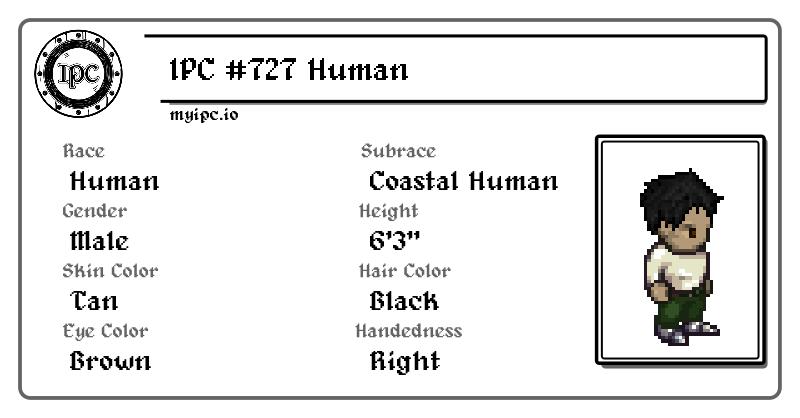 IPC
IPC #727 Human
myipc.io
Race
Human
Subrace
Coastal Human
Gender
Male
Height
6'3"
Skin Color
Tan
Hair Color
Black
Eye Color
Brown
Handedness
Right